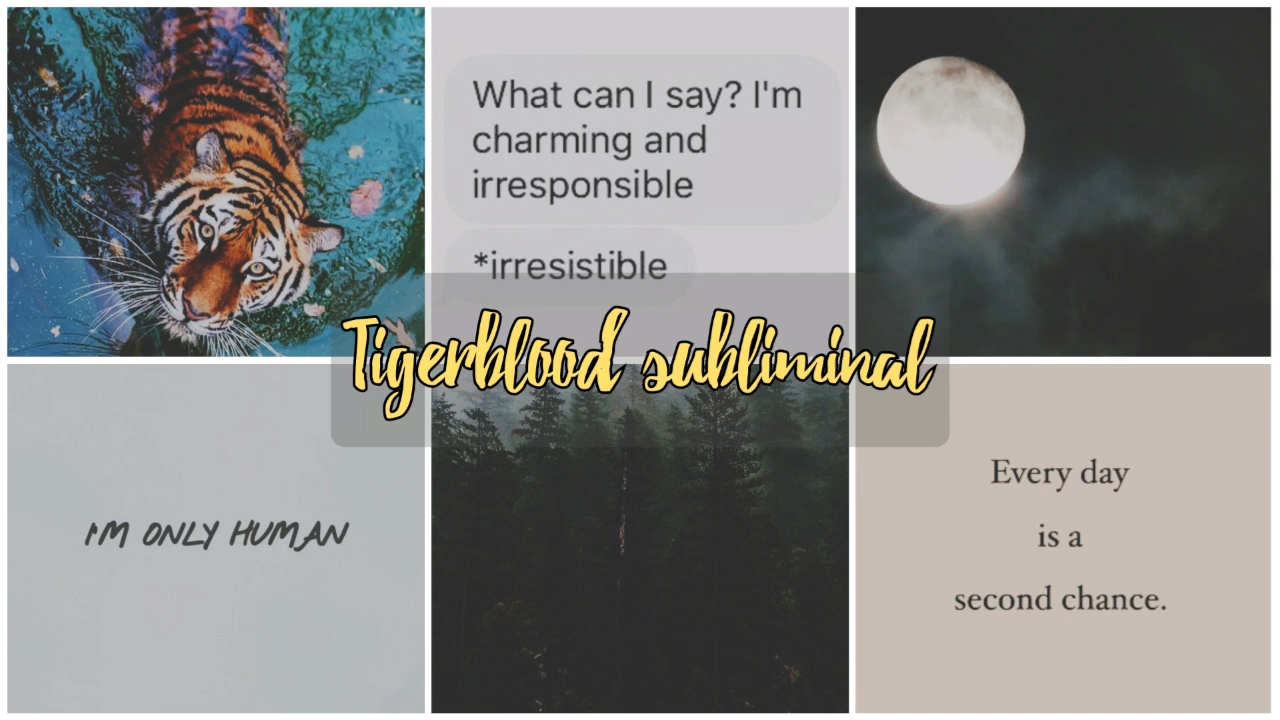 What can I say? I'm
charming and
irresponsible
*irresistible
Tigerblood subliminal
I'M ONLY HUMAN
Every day
is a
second chance.